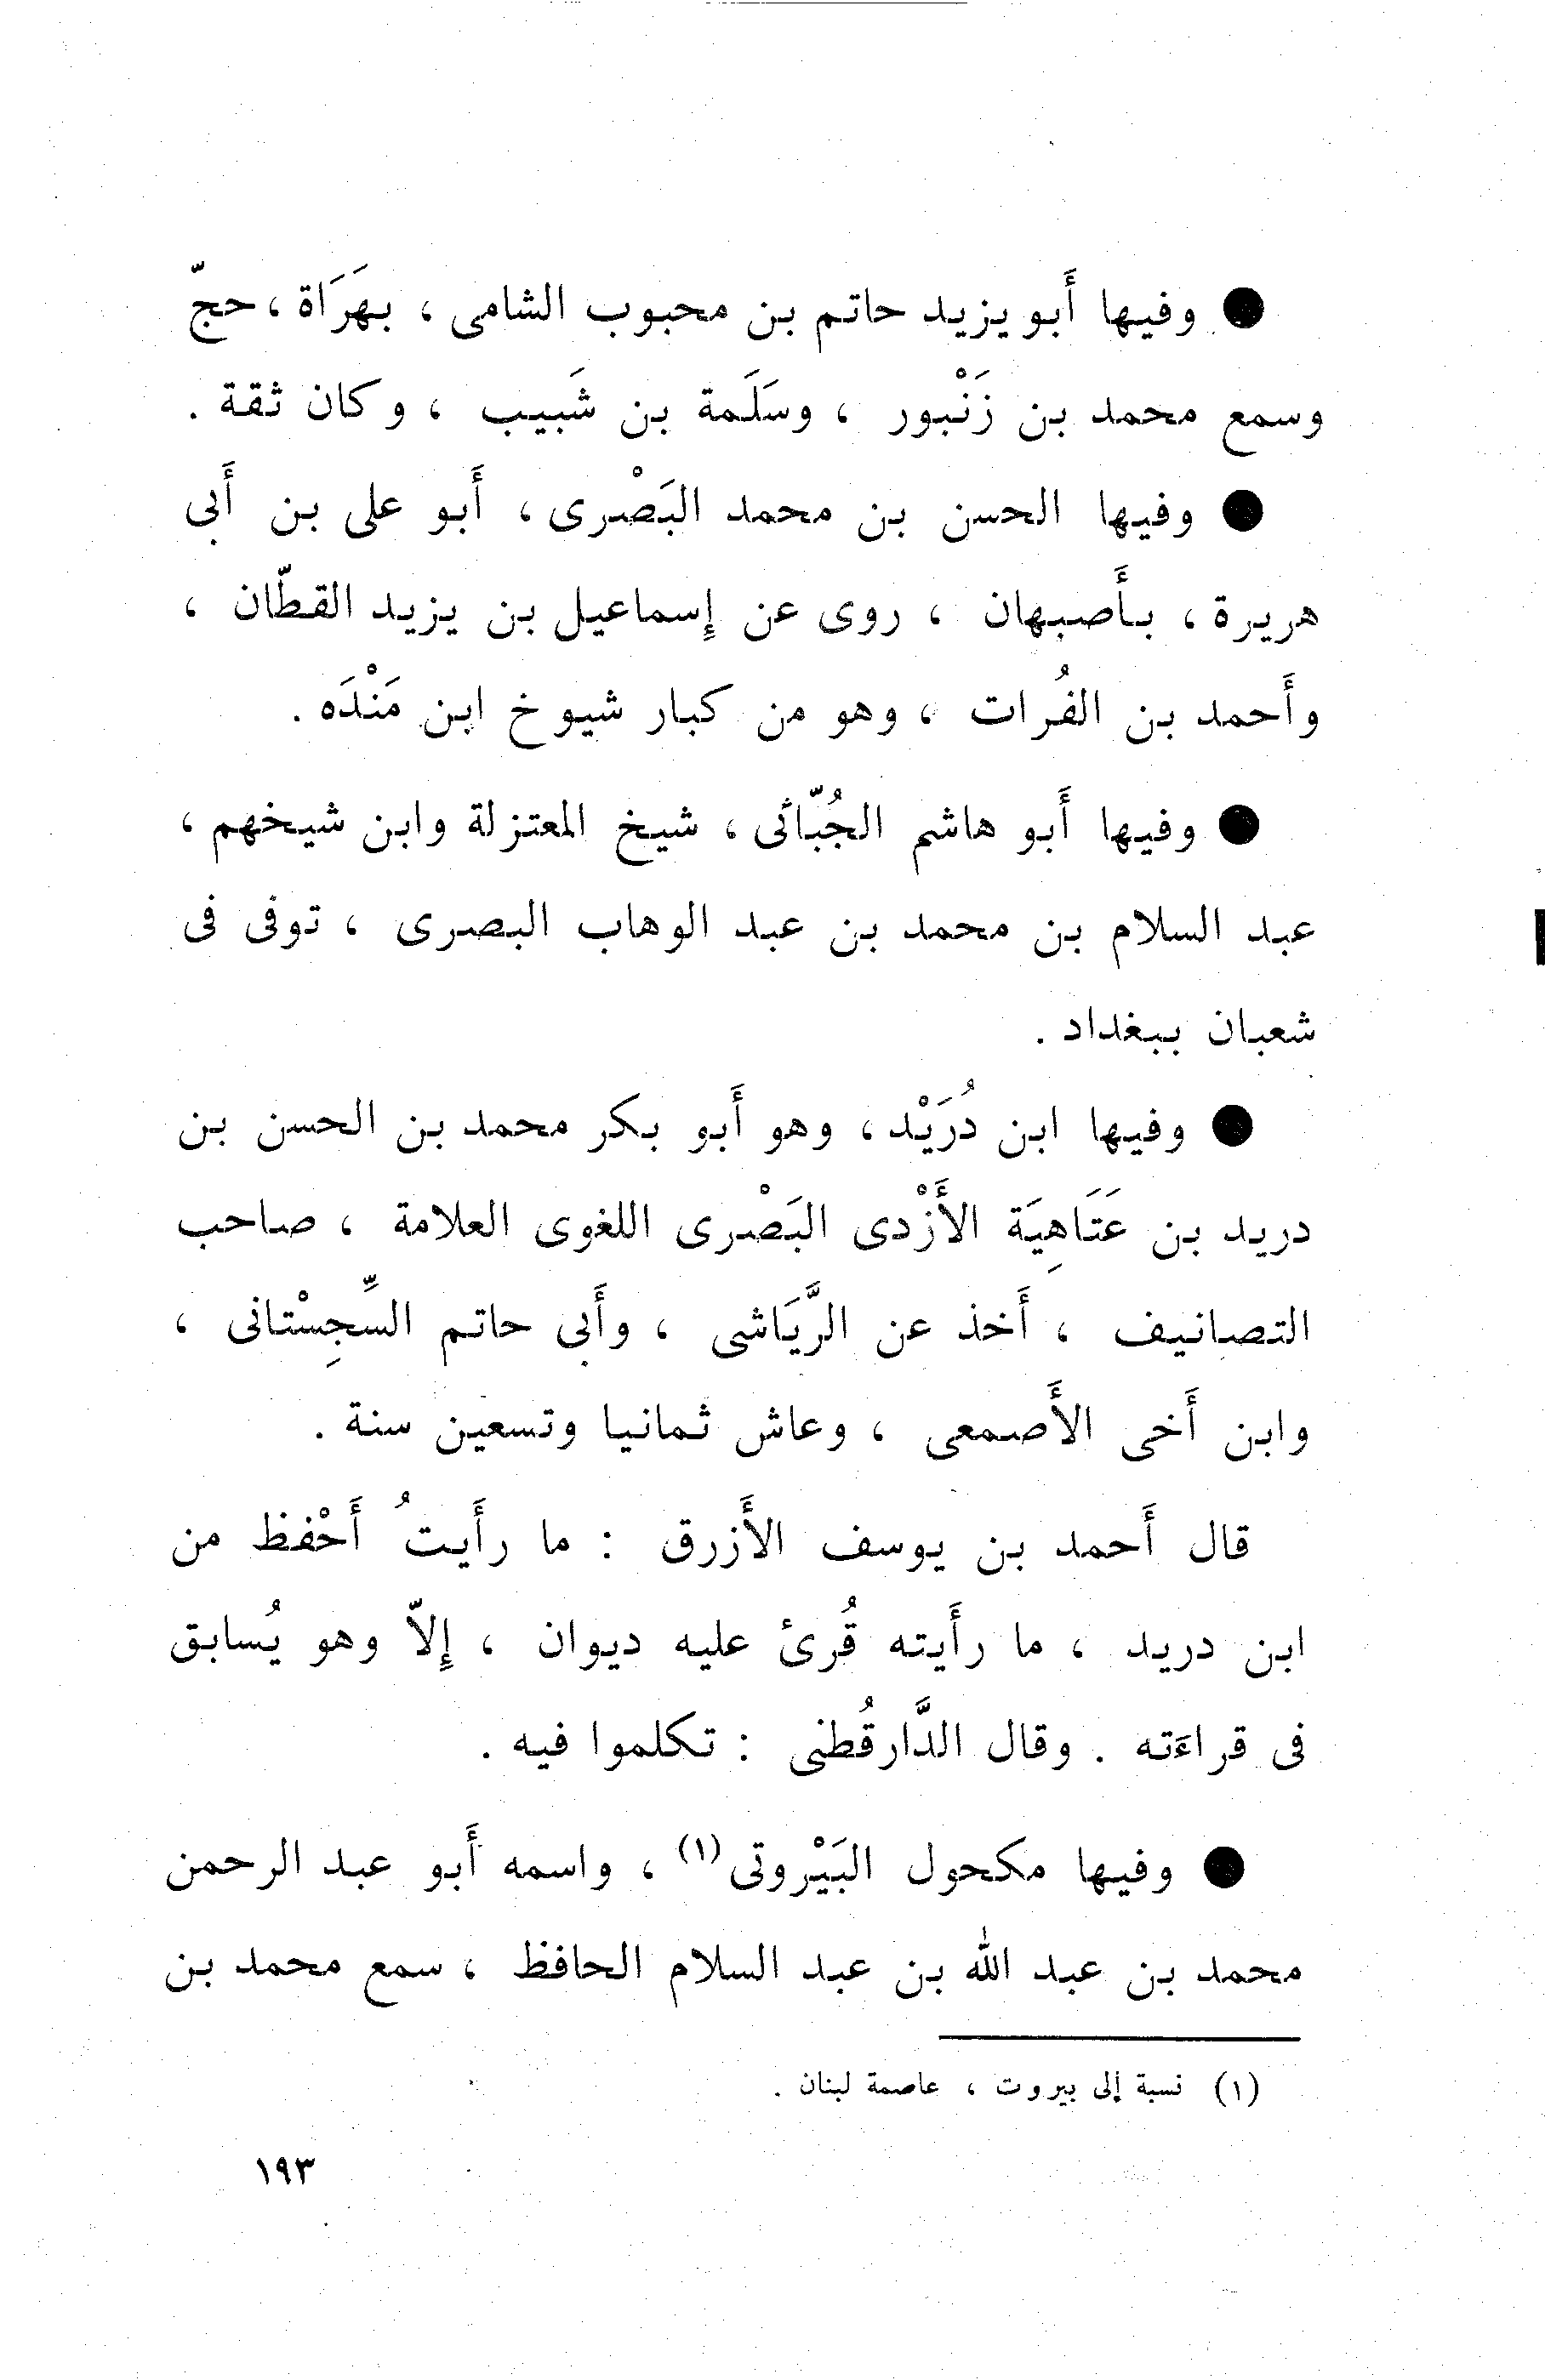 ● وفيها أَبو يزيد حاتم بن محبوب الشامى ، بهَرَاة ، حجّ
وسمع محمد بن زَنْبور ، وسَلَمة بن شَبيب ، وكان ثقة .
● وفيها الحسن بن محمد البَصْرى ، أَبو على بن أَبى
هريرة ، بأَصبهان ، روى عن إِسماعيل بن يزيد القطّان ،
وأَحمد بن الفُرات ، وهو من كبار شيوخ ابن مَنْدَه .
● وفيها أَبو هاشم الجُبّائى ، شيخ المعتزلة وابن شيخهم ،
عبد السلام بن محمد بن عبد الوهاب البصرى ، توفى فى
شعبان ببغداد .
● وفيها ابن دُرَيْد ، وهو أَبو بكر محمد بن الحسن بن
دريد بن عَتَاهِيَة الأَزْدى البَصْرى اللغوى العلامة ، صاحب
التصانيف ، أَخذ عن الرَّيَاشى ، وأَبى حاتم السِّجِسْتانى ،
وابن أَخى الأَصمعى ، وعاش ثمانيا وتسعين سنة .
قال أَحمد بن يوسف الأَزرق : ما رأَيتُ أَحْفظ من
ابن دريد ، ما رأَيته قُرئ عليه ديوان ، إِلاّ وهو يُسابق
فى قراءَته . وقال الدَّارقُطنى : تكلموا فيه .
● وفيها مكحول البَيْروتى (١) ، واسمه أَبو عبد الرحمن
محمد بن عبد الله بن عبد السلام الحافظ ، سمع محمد بن
(١) نسبة إلى بيروت ، عاصمة لبنان .
١٩٣